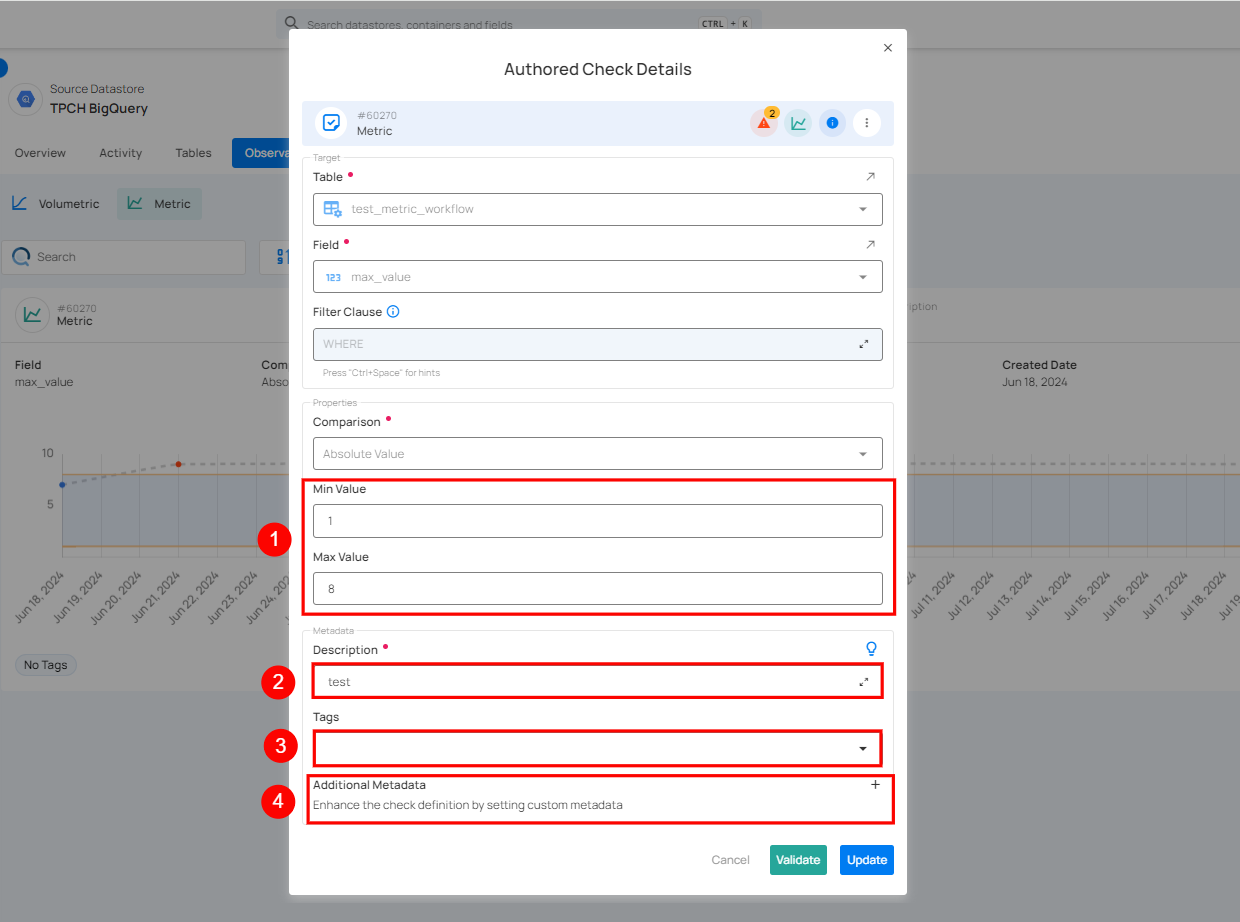 Search datastores, containers and fields CTRL + K
Authored Check Details
Source Datastore
TPCH BigQuery
Overview Activity Tables Observa
Volumetric Metric
Search
#60270
Metric
Field
max_value
Com
Abso
10
5
Jun 18, 2024
Jun 19, 2024
Jun 20, 2024
Jun 21, 2024
Jun 22, 2024
Jun 23, 2024
Jun 24, 20
No Tags
#60270
Metric
2
Target
Table
test_metric_workflow
Field
123 max_value
Filter Clause
WHERE
Press "Ctrl+Space" for hints
Properties
Comparison
Absolute Value
Min Value
1
1
Max Value
8
Metadata
Description
2
test
Tags
3
4
Additional Metadata +
Enhance the check definition by setting custom metadata
Cancel Validate Update
iption
Created Date
Jun 18, 2024
Jul 11, 2024
Jul 12, 2024
Jul 13, 2024
Jul 14, 2024
Jul 15, 2024
Jul 16, 2024
Jul 17, 2024
Jul 18, 2024
Jul 19